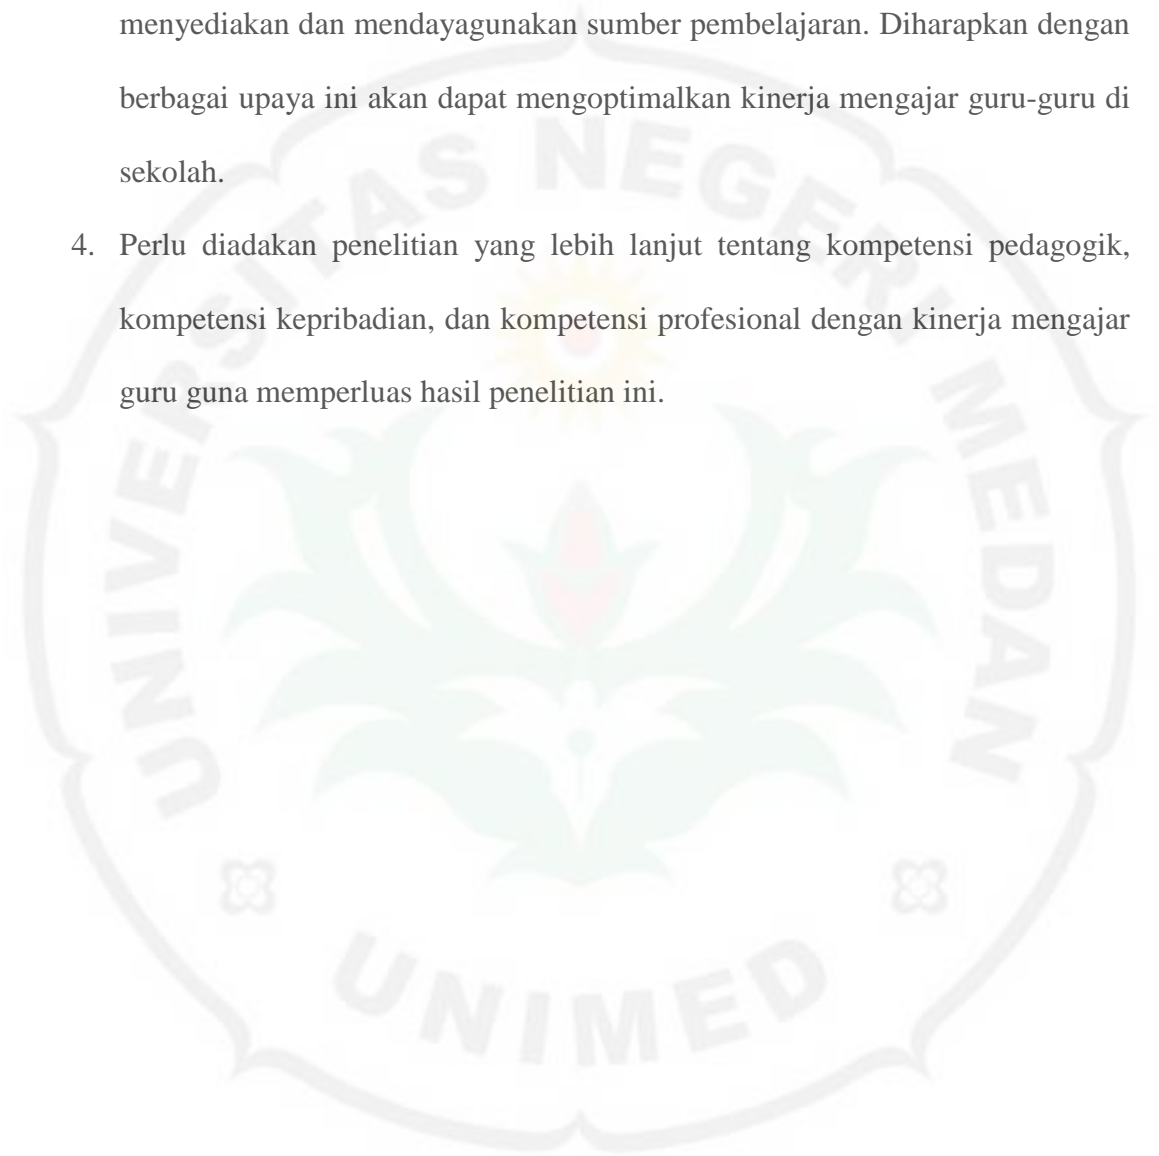 menyediakan dan mendayagunakan sumber pembelajaran. Diharapkan dengan
berbagai upaya ini akan dapat mengoptimalkan kinerja mengajar guru-guru di
sekolah.
4. Perlu diadakan penelitian yang lebih lanjut tentang kompetensi pedagogik,
kompetensi kepribadian, dan kompetensi profesional dengan kinerja mengajar
guru guna memperluas hasil penelitian ini.
UNIVERSITAS NEGERI MEDAN
UNIMED